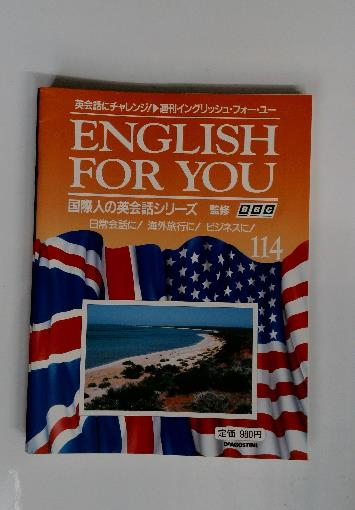 英会話にチャレンジ!▶週刊イングリッシュ・フォー・ユー
ENGLISH
FOR YOU
国際人の英会話シリーズ 監修 BBC
日常会話に! 海外旅行に! ビジネスに!
114
定価 980円
DEAGOSTINI